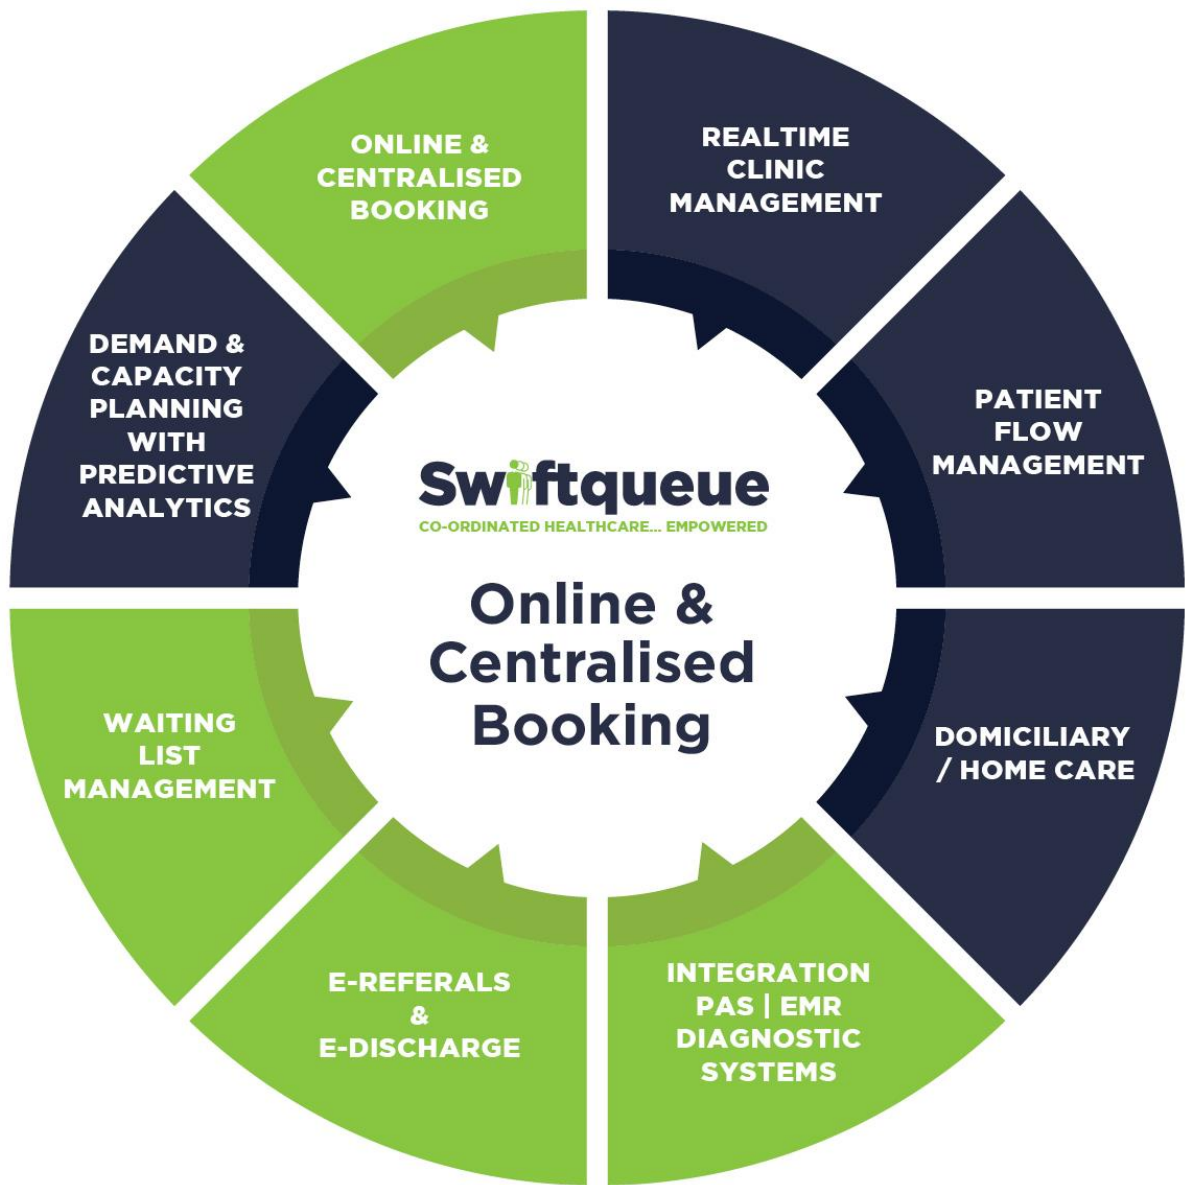 ONLINE &
CENTRALISED
BOOKING
REALTIME
CLINIC
MANAGEMENT
PATIENT
FLOW
MANAGEMENT
DOMICILIARY
/ HOME CARE
INTEGRATION
PAS | EMR
DIAGNOSTIC
SYSTEMS
E-REFERALS
&
E-DISCHARGE
WAITING
LIST
MANAGEMENT
DEMAND &
CAPACITY
PLANNING
WITH
PREDICTIVE
ANALYTICS
Swiftqueue
CO-ORDINATED HEALTHCARE... EMPOWERED
Online &
Centralised
Booking